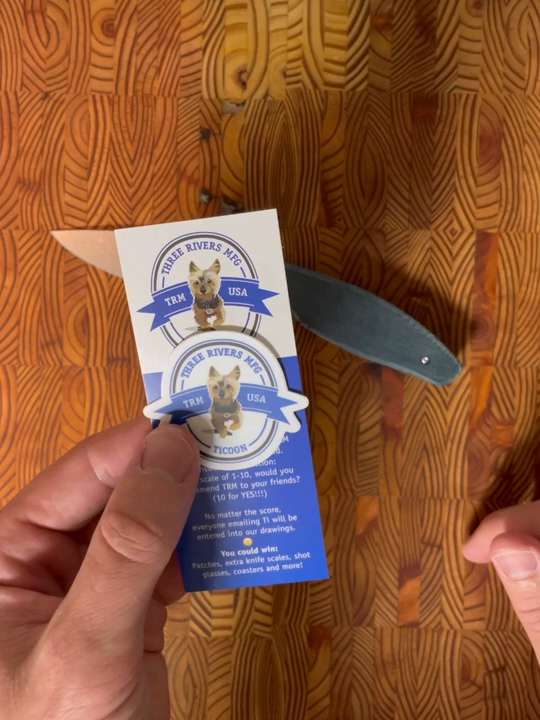 THREE RIVERS MFG
TRM USA
THREE RIVERS MFG
TRM USA
TICOON
scale of 1-10, would you
mend TRM to your friends?
(10 for YES!!!)
No matter the score,
everyone emailing Ti will be
entered into our drawings.
You could win:
Patches, extra knife scales, shot
glasses, coasters and more!